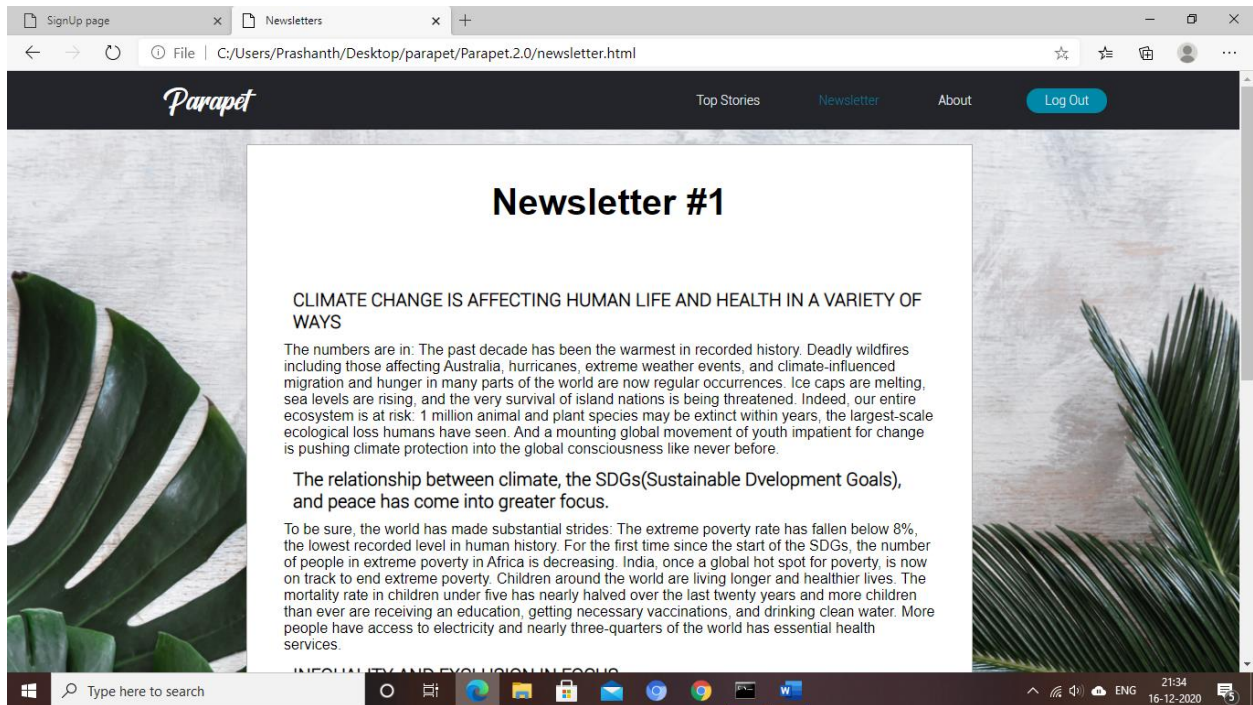 SignUp page
Newsletters
File
C:/Users/Prashanth/Desktop/parapet/Parapet.2.0/newsletter.html
Parapet
Top Stories
Newsletter
About
Log Out
Newsletter #1
CLIMATE CHANGE IS AFFECTING HUMAN LIFE AND HEALTH IN A VARIETY OF
WAYS
The numbers are in: The past decade has been the warmest in recorded history. Deadly wildfires
including those affecting Australia, hurricanes, extreme weather events, and climate-influenced
migration and hunger in many parts of the world are now regular occurrences. Ice caps are melting,
sea levels are rising, and the very survival of island nations is being threatened. Indeed, our entire
ecosystem is at risk: 1 million animal and plant species may be extinct within years, the largest-scale
ecological loss humans have seen. And a mounting global movement of youth impatient for change
is pushing climate protection into the global consciousness like never before.
The relationship between climate, the SDGs(Sustainable Dvelopment Goals),
and peace has come into greater focus.
To be sure, the world has made substantial strides: The extreme poverty rate has fallen below 8%,
the lowest recorded level in human history. For the first time since the start of the SDGs, the number
of people in extreme poverty in Africa is decreasing. India, once a global hot spot for poverty, is now
on track to end extreme poverty. Children around the world are living longer and healthier lives. The
mortality rate in children under five has nearly halved over the last twenty years and more children
than ever are receiving an education, getting necessary vaccinations, and drinking clean water. More
people have access to electricity and nearly three-quarters of the world has essential health
services.
INEQUALITY AND EXCLUSION IN FOCUS
Type here to search
ENG
21:34
16-12-2020
5